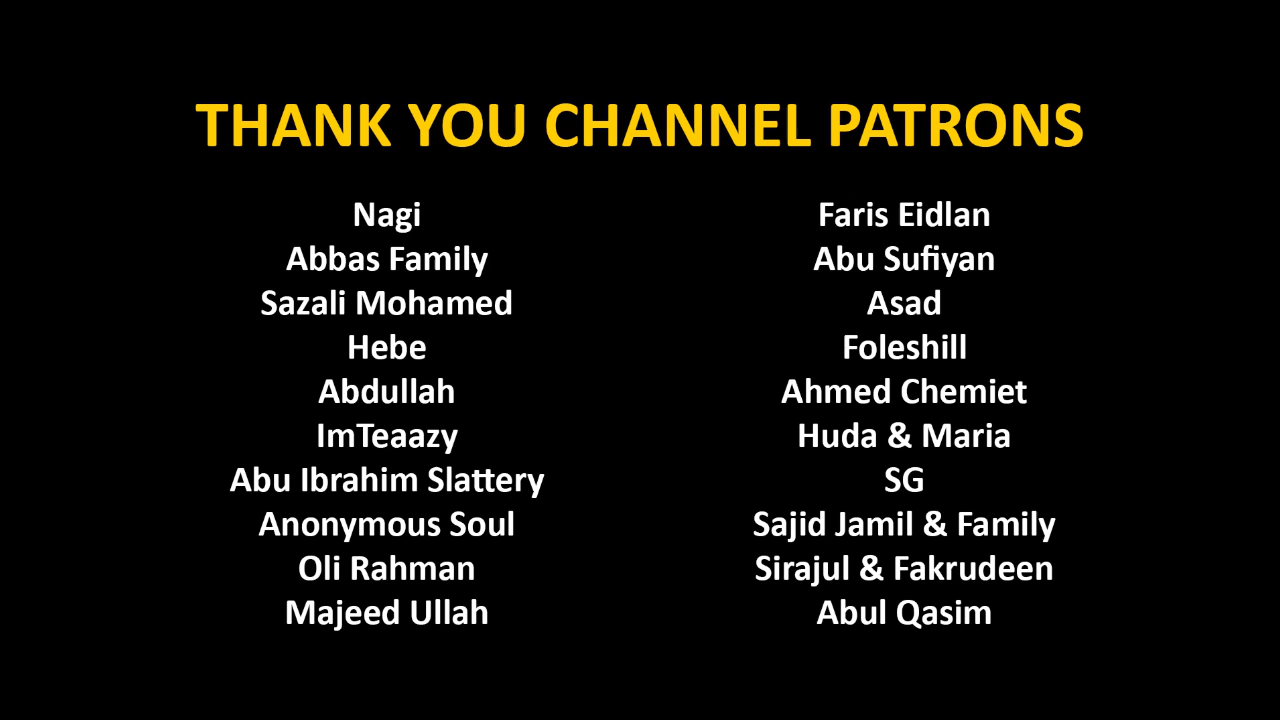 THANK YOU CHANNEL PATRONS
Nagi
Abbas Family
Sazali Mohamed
Hebe
Abdullah
ImTeaazy
Abu Ibrahim Slattery
Anonymous Soul
Oli Rahman
Majeed Ullah
Faris Eidlan
Abu Sufiyan
Asad
Foleshill
Ahmed Chemiet
Huda & Maria
SG
Sajid Jamil & Family
Sirajul & Fakrudeen
Abul Qasim